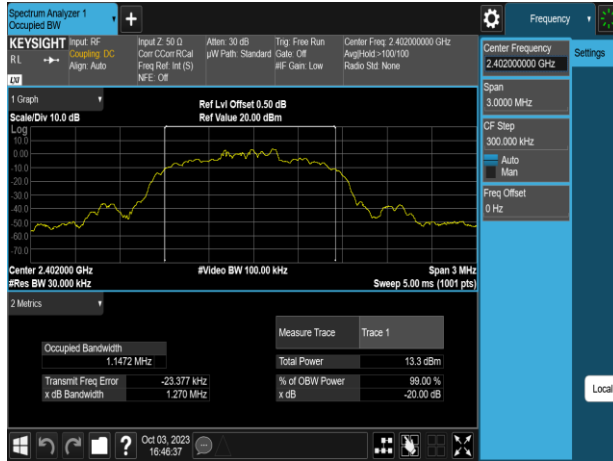 Spectrum Analyzer 1
Occupied BW
Frequency
KEYSIGHT Input: RF Input Z: 50 Ω Atten: 30 dB Trig: Free Run Center Freq: 2.402000000 GHz
RL Coupling: DC Corr CCorr RCal µW Path: Standard Gate: Off Avg|Hold:>100/100
Align: Auto Freq Ref: Int (S) #IF Gain: Low Radio Std: None
LXI NFE: Off
Center Frequency
2.402000000 GHz
Settings
Span
3.0000 MHz
CF Step
300.000 kHz
Auto
Man
Freq Offset
0 Hz
Local
1 Graph
Ref Lvl Offset 0.50 dB
Scale/Div 10.0 dB Ref Value 20.00 dBm
Log
10.0
0.00
-10.0
-20.0
-30.0
-40.0
-50.0
-60.0
-70.0
Center 2.402000 GHz #Video BW 100.00 kHz Span 3 MHz
#Res BW 30.000 kHz Sweep 5.00 ms (1001 pts)
2 Metrics
Measure Trace Trace 1
Occupied Bandwidth
1.1472 MHz Total Power 13.3 dBm
Transmit Freq Error -23.377 kHz % of OBW Power 99.00 %
x dB Bandwidth 1.270 MHz x dB -20.00 dB
Oct 03, 2023
16:46:37